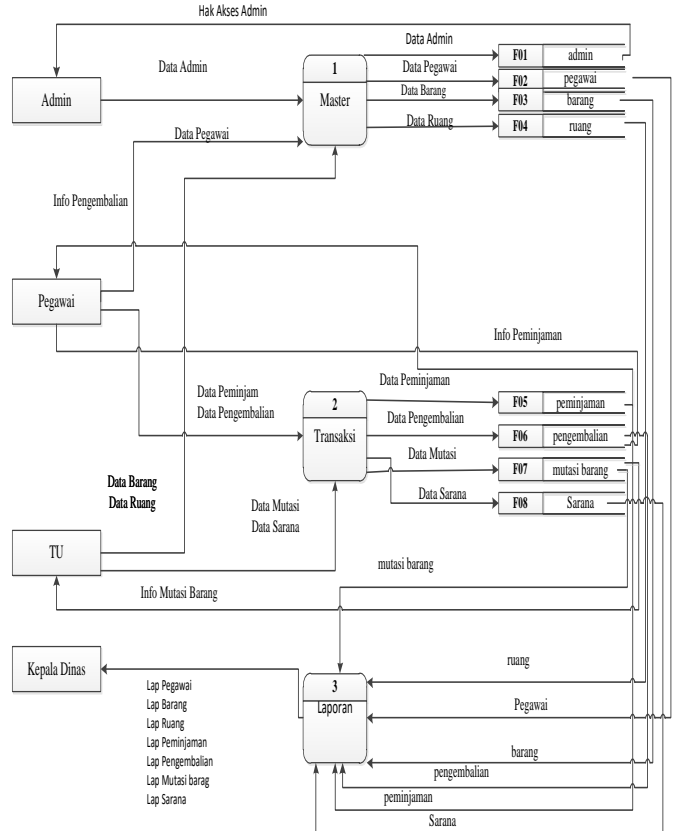 Hak Akses Admin
Data Admin
F01 admin
Data Admin
1
Data Pegawai
F02 pegawai
Admin
Master
Data Barang
F03 barang
Data Ruang
F04 ruang
Data Pegawai
Info Pengembalian
Pegawai
Info Peminjaman
Data Peminjam
Data Pengembalian
2
Transaksi
Data Peminjaman
F05 peminjaman
Data Pengembalian
F06 pengembalian
Data Mutasi
F07 mutasi barang
Data Sarana
F08 Sarana
Data Barang
Data Ruang
Data Mutasi
Data Sarana
TU
mutasi barang
Info Mutasi Barang
Kepala Dinas
ruang
3
Laporan
Lap Pegawai
Lap Barang
Lap Ruang
Lap Peminjaman
Lap Pengembalian
Lap Mutasi barag
Lap Sarana
Pegawai
barang
pengembalian
peminjaman
Sarana